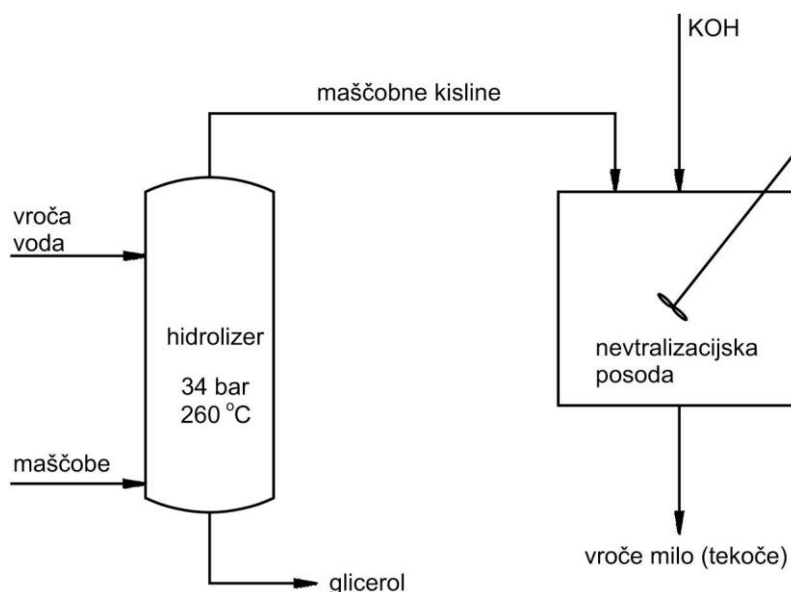 KOH
maščobne kisline
vroča
voda
hidrolizer
34 bar
260 °C
nevtralizacijska
posoda
maščobe
glicerol
vroče milo (tekoče)